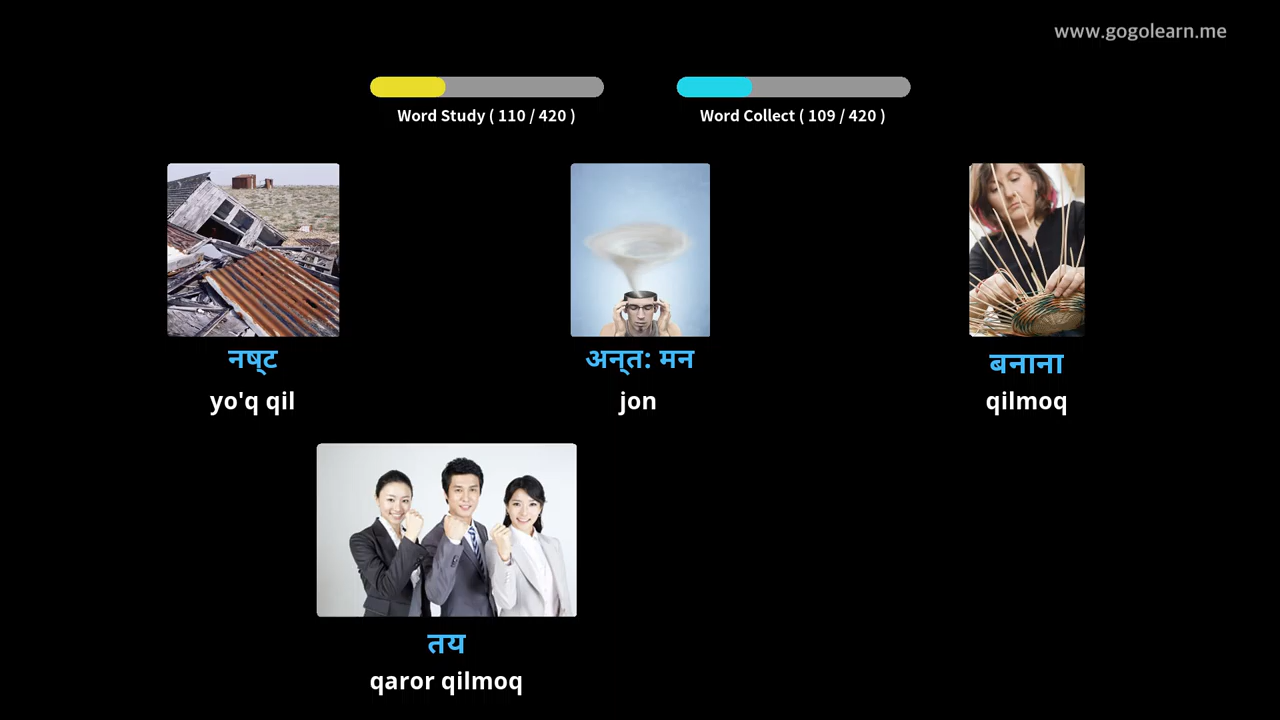 www.gogolearn.me
Word Study ( 110 / 420 )
Word Collect ( 109 / 420 )
नष्‌ट
अन्‌त: मन
बनाना
yo'q qil
jon
qilmoq
तय
qaror qilmoq